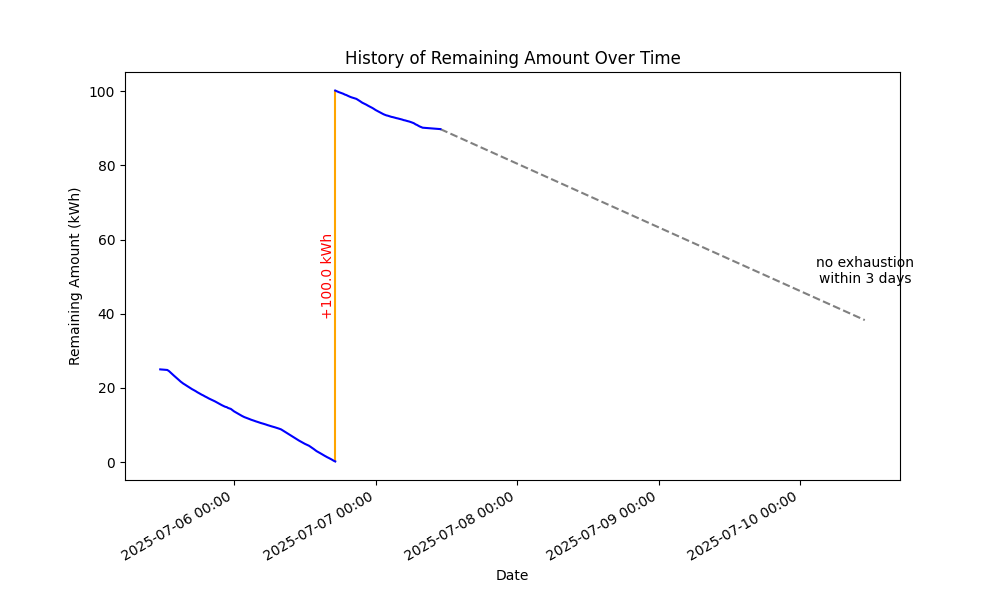 History of Remaining Amount Over Time
Remaining Amount (kWh)
100
80
60
40
20
0
+100.0 kWh
no exhaustion
within 3 days
2025-07-06 00:00
2025-07-07 00:00
2025-07-08 00:00
2025-07-09 00:00
2025-07-10 00:00
Date